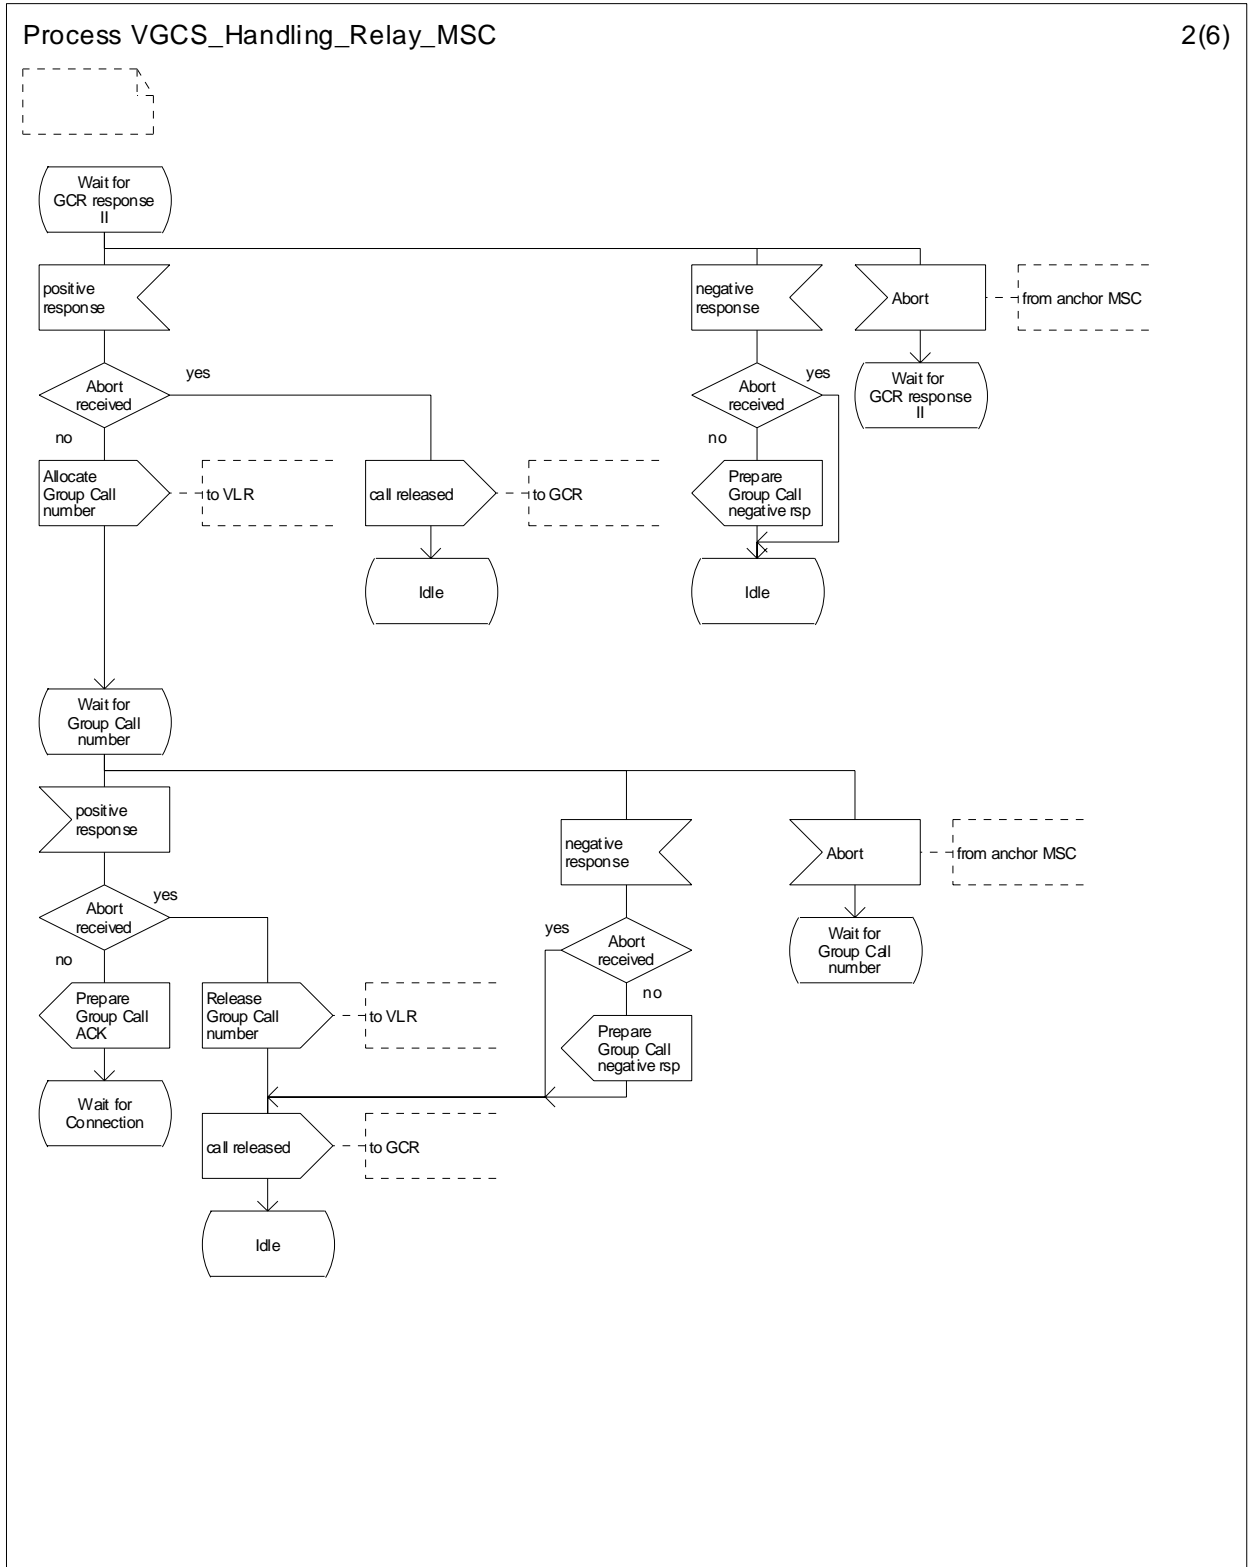 Process VGCS_Handling_Relay_MSC
2(6)
Wait for
GCR response
II
positive
response
negative
response
Abort
from anchor MSC
Abort
received
yes
no
Abort
received
yes
no
Wait for
GCR response
II
Allocate
Group Call
number
to VLR
call released
to GCR
Prepare
Group Call
negative rsp
Idle
Idle
Wait for
Group Call
number
positive
response
negative
response
Abort
from anchor MSC
Abort
received
yes
no
Abort
received
yes
no
Wait for
Group Call
number
Prepare
Group Call
ACK
Release
Group Call
number
to VLR
Prepare
Group Call
negative rsp
Wait for
Connection
call released
to GCR
Idle